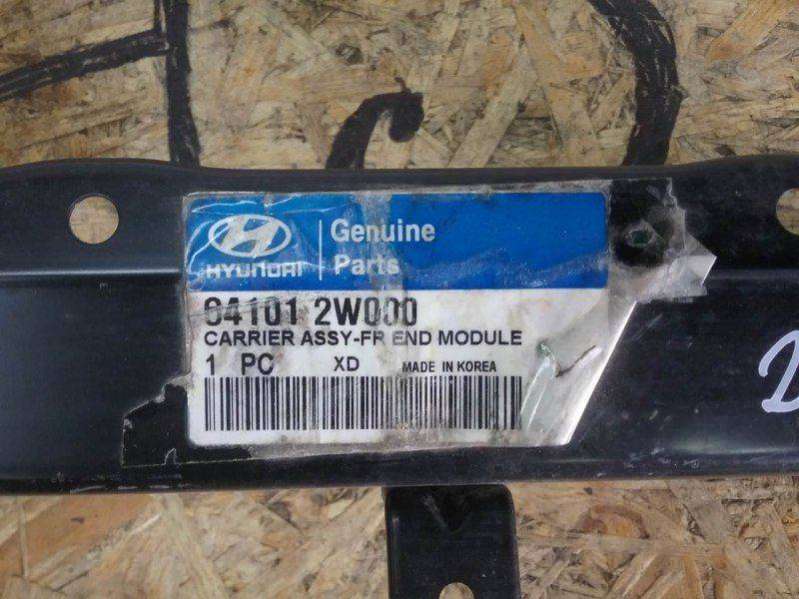 HYUNDAI
Genuine
Parts
64101 2W000
CARRIER ASSY-FR END MODULE
1 PC XD MADE IN KOREA